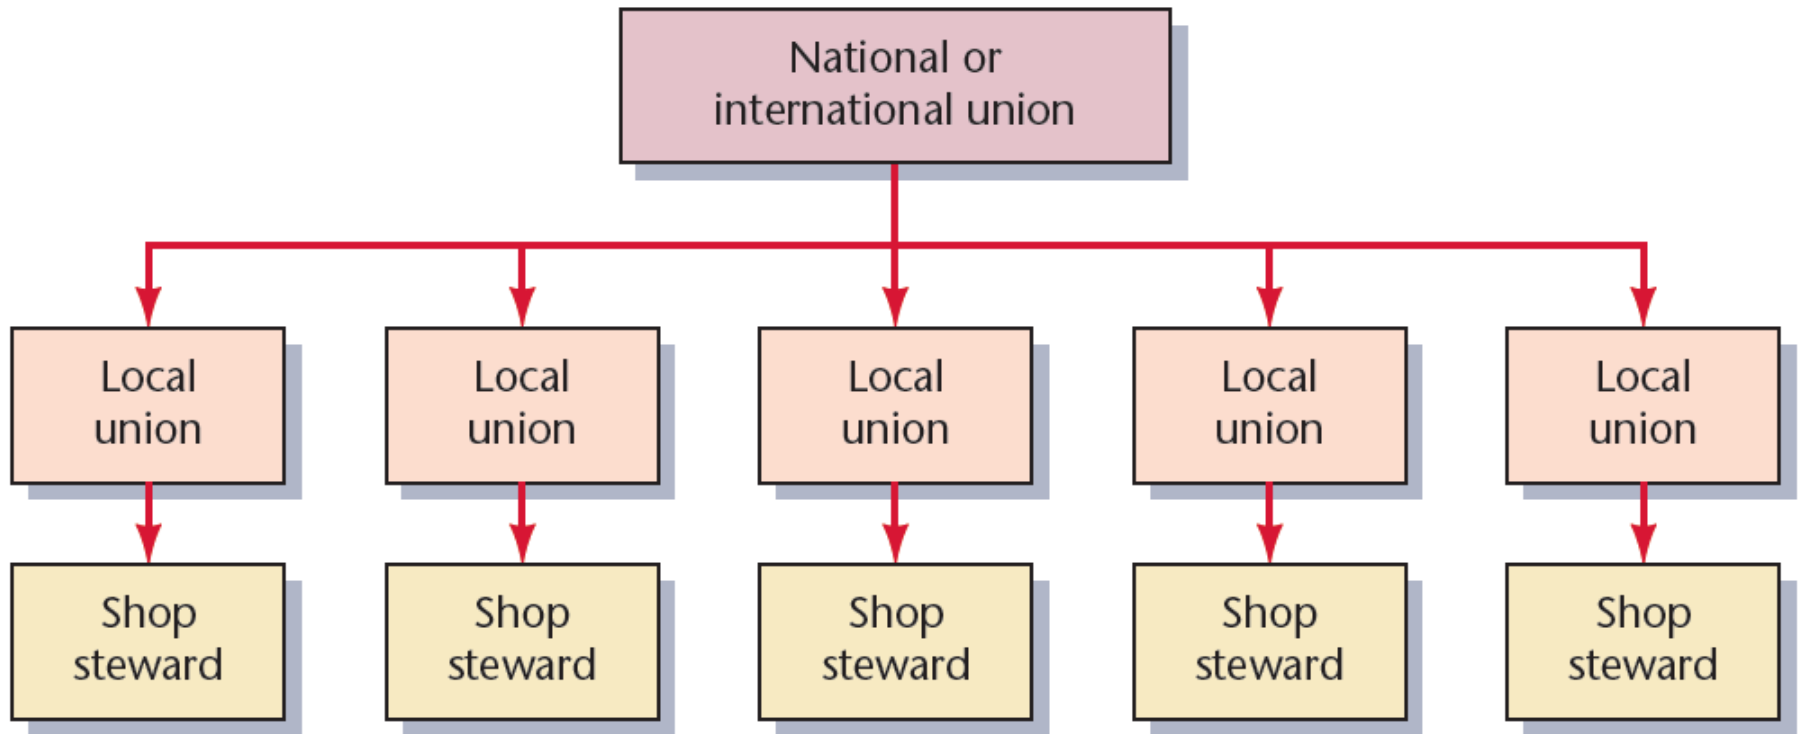 National or
international union
Local
union
Local
union
Local
union
Local
union
Local
union
Shop
steward
Shop
steward
Shop
steward
Shop
steward
Shop
steward